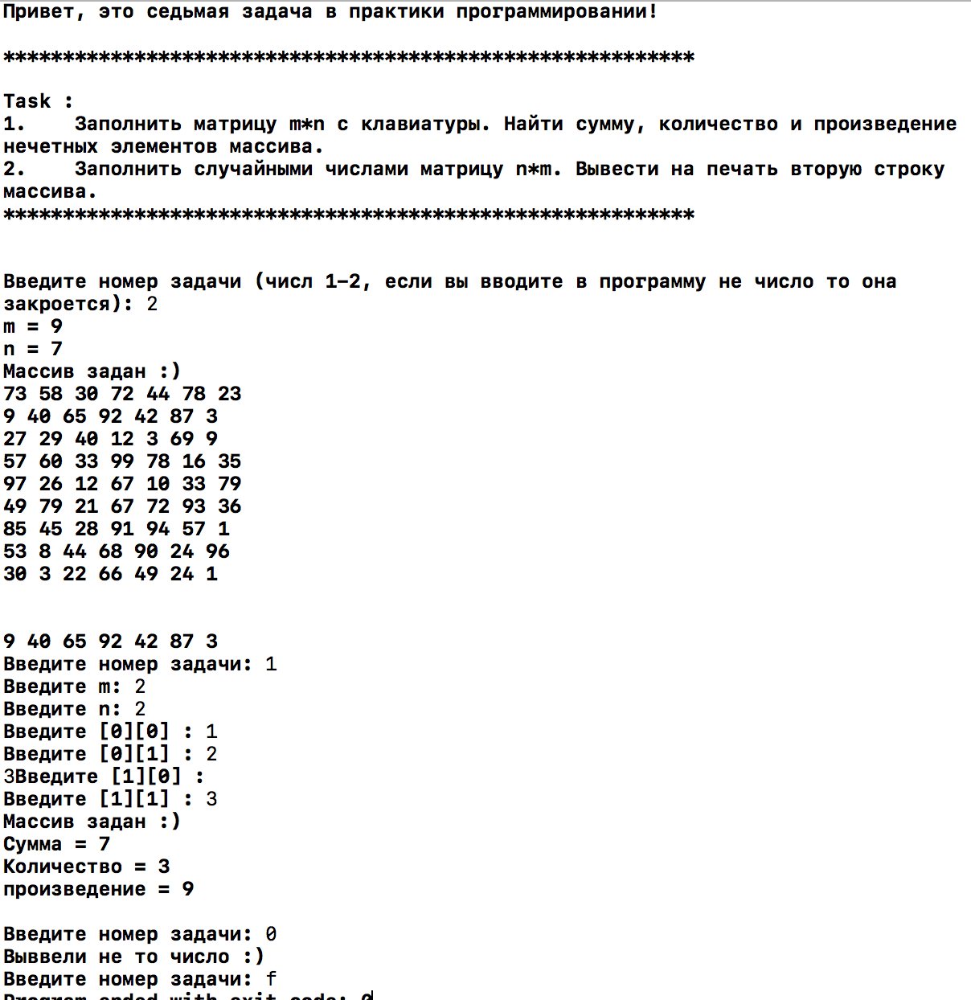 Привет, это седьмая задача в практики программировании!
**********************************************************
Task :
1.    Заполнить матрицу m*n с клавиатуры. Найти сумму, количество и произведение
нечетных элементов массива.
2.    Заполнить случайными числами матрицу n*m. Вывести на печать вторую строку
массива.
**********************************************************
Введите номер задачи (числ 1-2, если вы вводите в программу не число то она
закроется): 2
m = 9
n = 7
Массив задан :)
73 58 30 72 44 78 23
9 40 65 92 42 87 3
27 29 40 12 3 69 9
57 60 33 99 78 16 35
97 26 12 67 10 33 79
49 79 21 67 72 93 36
85 45 28 91 94 57 1
53 8 44 68 90 24 96
30 3 22 66 49 24 1
9 40 65 92 42 87 3
Введите номер задачи: 1
Введите m: 2
Введите n: 2
Введите [0][0] : 1
Введите [0][1] : 2
3Введите [1][0] :
Введите [1][1] : 3
Массив задан :)
Сумма = 7
Количество = 3
произведение = 9
Введите номер задачи: 0
Выввели не то число :)
Введите номер задачи: f
Program ended with exit code: 0